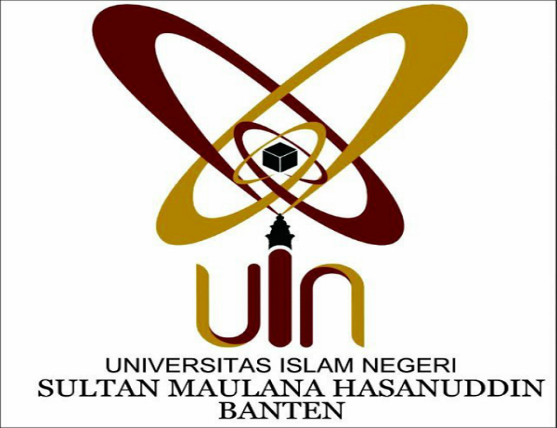 uin
UNIVERSITAS ISLAM NEGERI
SULTAN MAULANA HASANUDDIN
BANTEN